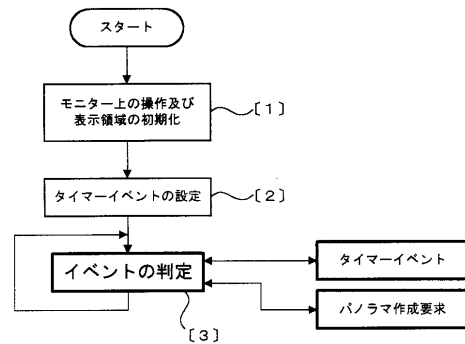 スタート
モニター上の操作及び
表示領域の初期化
〔１〕
タイマーイベントの設定
〔２〕
イベントの判定
タイマーイベント
パノラマ作成要求
〔３〕